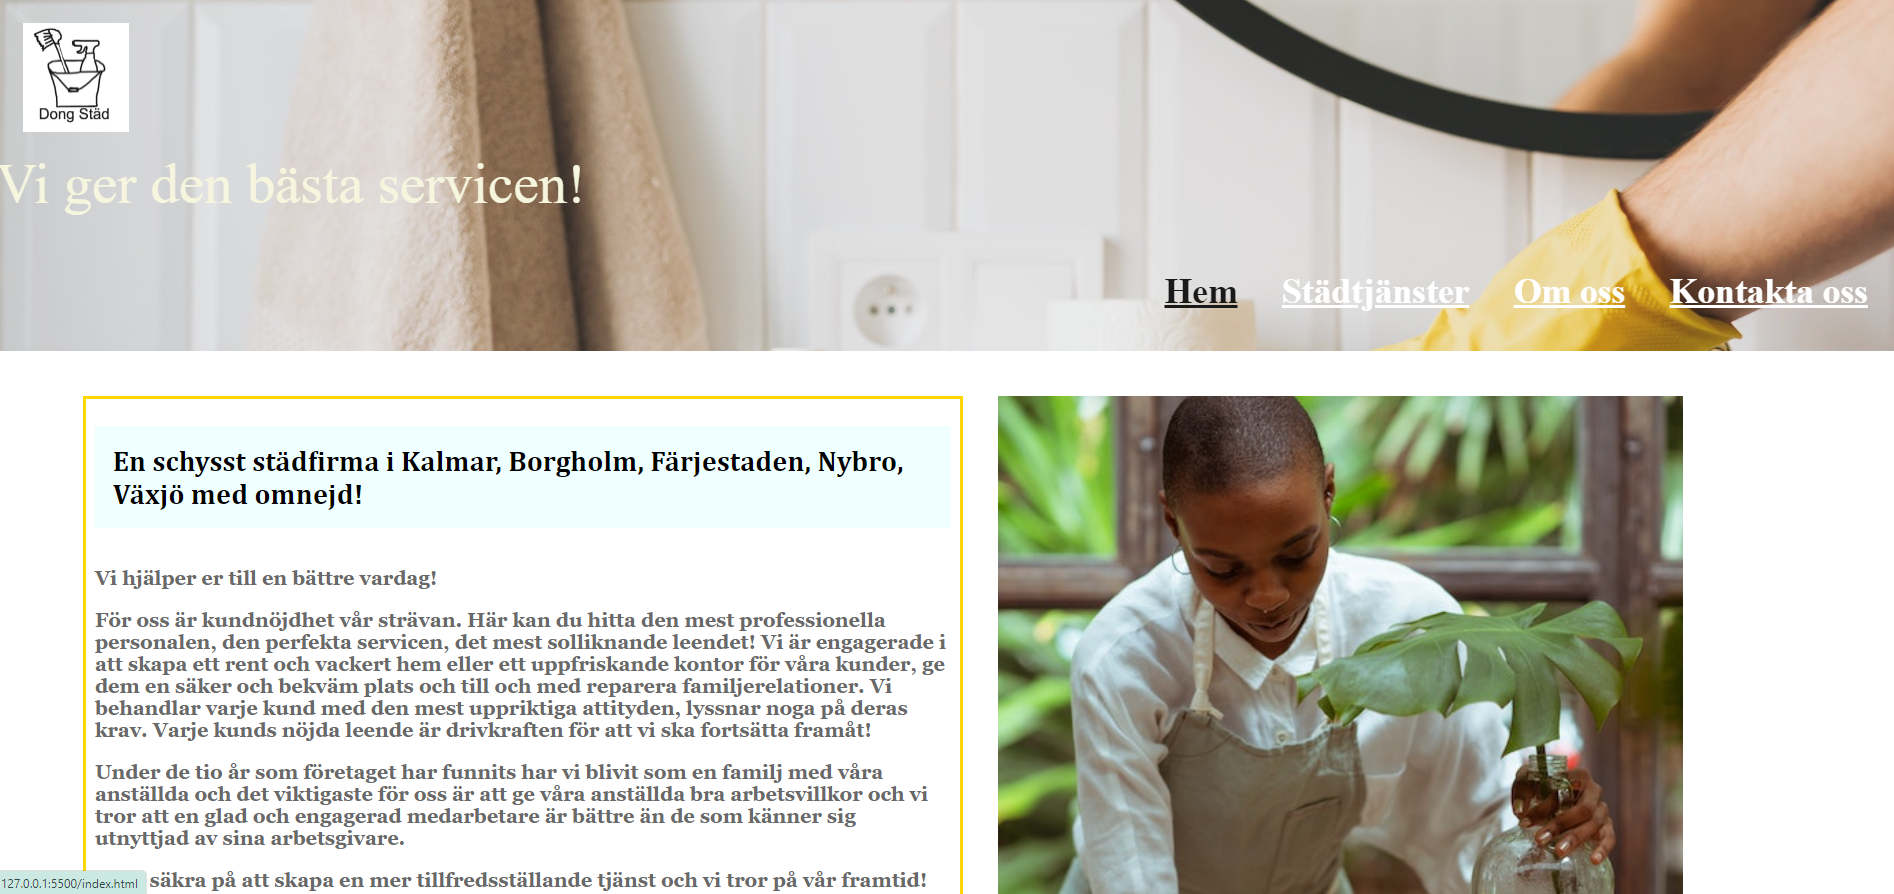 Dong Städ
Vi ger den bästa servicen!
Hem Städtjänster Om oss Kontakta oss
En schysst städfirma i Kalmar, Borgholm, Färjestaden, Nybro,
Växjö med omnejd!
Vi hjälper er till en bättre vardag!
För oss är kundnöjdhet vår strävan. Här kan du hitta den mest professionella
personalen, den perfekta servicen, det mest solliknande leendet! Vi är engagerade i
att skapa ett rent och vackert hem eller ett uppfriskande kontor för våra kunder, ge
dem en säker och bekväm plats och till och med reparera familjerelationer. Vi
behandlar varje kund med den mest uppriktiga attityden, lyssnar noga på deras
krav. Varje kunds nöjda leende är drivkraften för att vi ska fortsätta framåt!
Under de tio år som företaget har funnits har vi blivit som en familj med våra
anställda och det viktigaste för oss är att ge våra anställda bra arbetsvillkor och vi
tror att en glad och engagerad medarbetare är bättre än de som känner sig
utnyttjad av sina arbetsgivare.
säkra på att skapa en mer tillfredsställande tjänst och vi tror på vår framtid!
127.0.0.1:5500/index.html